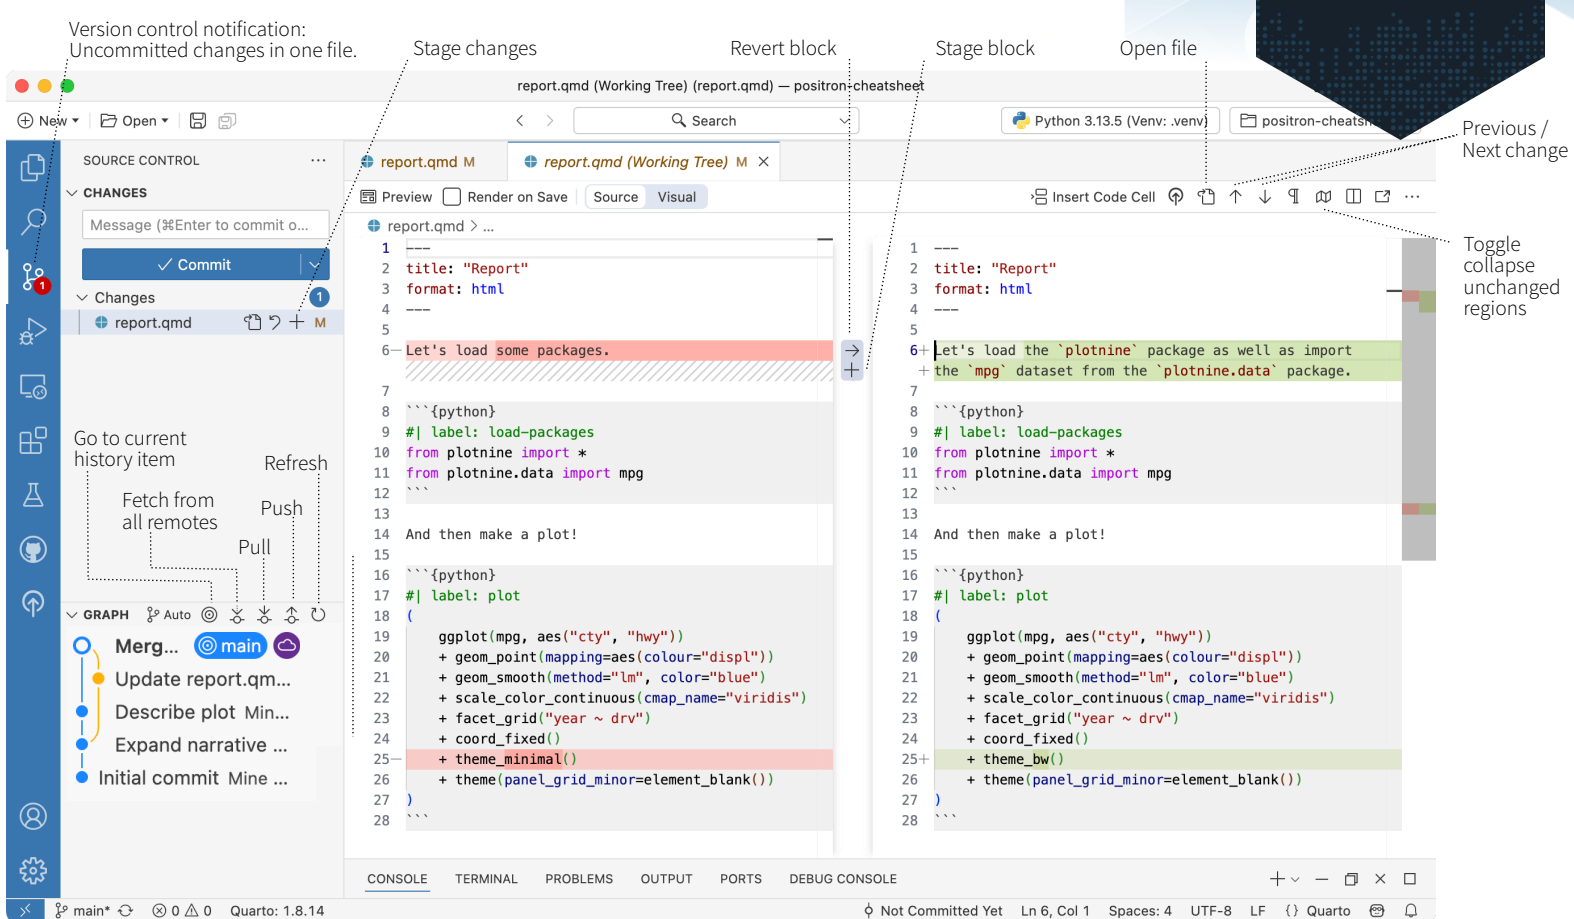 Version control notification:
Uncommitted changes in one file.
Stage changes
Revert block
Stage block
Open file
report.qmd (Working Tree) (report.qmd) — positron-cheatsheet
New
Open
Search
Python 3.13.5 (Venv: .venv)
positron-cheatsh
Previous /
Next change
SOURCE CONTROL
report.qmd M
report.qmd (Working Tree) M
CHANGES
Preview
Render on Save
Source
Visual
Insert Code Cell
Message (⌘Enter to commit o...
report.qmd > ...
Commit
Toggle
collapse
unchanged
regions
1
Changes
1
report.qmd
M
1 ---
2 title: "Report"
3 format: html
4 ---
5
6− Let's load some packages.
7
8 ```{python}
9 #| label: load-packages
10 from plotnine import *
11 from plotnine.data import mpg
12 ```
13
14 And then make a plot!
15
16 ```{python}
17 #| label: plot
18 (
19 ggplot(mpg, aes("cty", "hwy"))
20 + geom_point(mapping=aes(colour="displ"))
21 + geom_smooth(method="lm", color="blue")
22 + scale_color_continuous(cmap_name="viridis")
23 + facet_grid("year ~ drv")
24 + coord_fixed()
25− + theme_minimal()
26 + theme(panel_grid_minor=element_blank())
27 )
28 ```
1 ---
2 title: "Report"
3 format: html
4 ---
5
6+ Let's load the `plotnine` package as well as import
+ the `mpg` dataset from the `plotnine.data` package.
7
8 ```{python}
9 #| label: load-packages
10 from plotnine import *
11 from plotnine.data import mpg
12 ```
13
14 And then make a plot!
15
16 ```{python}
17 #| label: plot
18 (
19 ggplot(mpg, aes("cty", "hwy"))
20 + geom_point(mapping=aes(colour="displ"))
21 + geom_smooth(method="lm", color="blue")
22 + scale_color_continuous(cmap_name="viridis")
23 + facet_grid("year ~ drv")
24 + coord_fixed()
25+ + theme_bw()
26 + theme(panel_grid_minor=element_blank())
27 )
28 ```
Go to current
history item
Refresh
Fetch from
all remotes
Push
Pull
GRAPH
Auto
Merg...
main
Update report.qm...
Describe plot Min...
Expand narrative ...
Initial commit Mine ...
CONSOLE
TERMINAL
PROBLEMS
OUTPUT
PORTS
DEBUG CONSOLE
main*
0
0
Quarto: 1.8.14
Not Committed Yet
Ln 6, Col 1
Spaces: 4
UTF-8
LF
{} Quarto